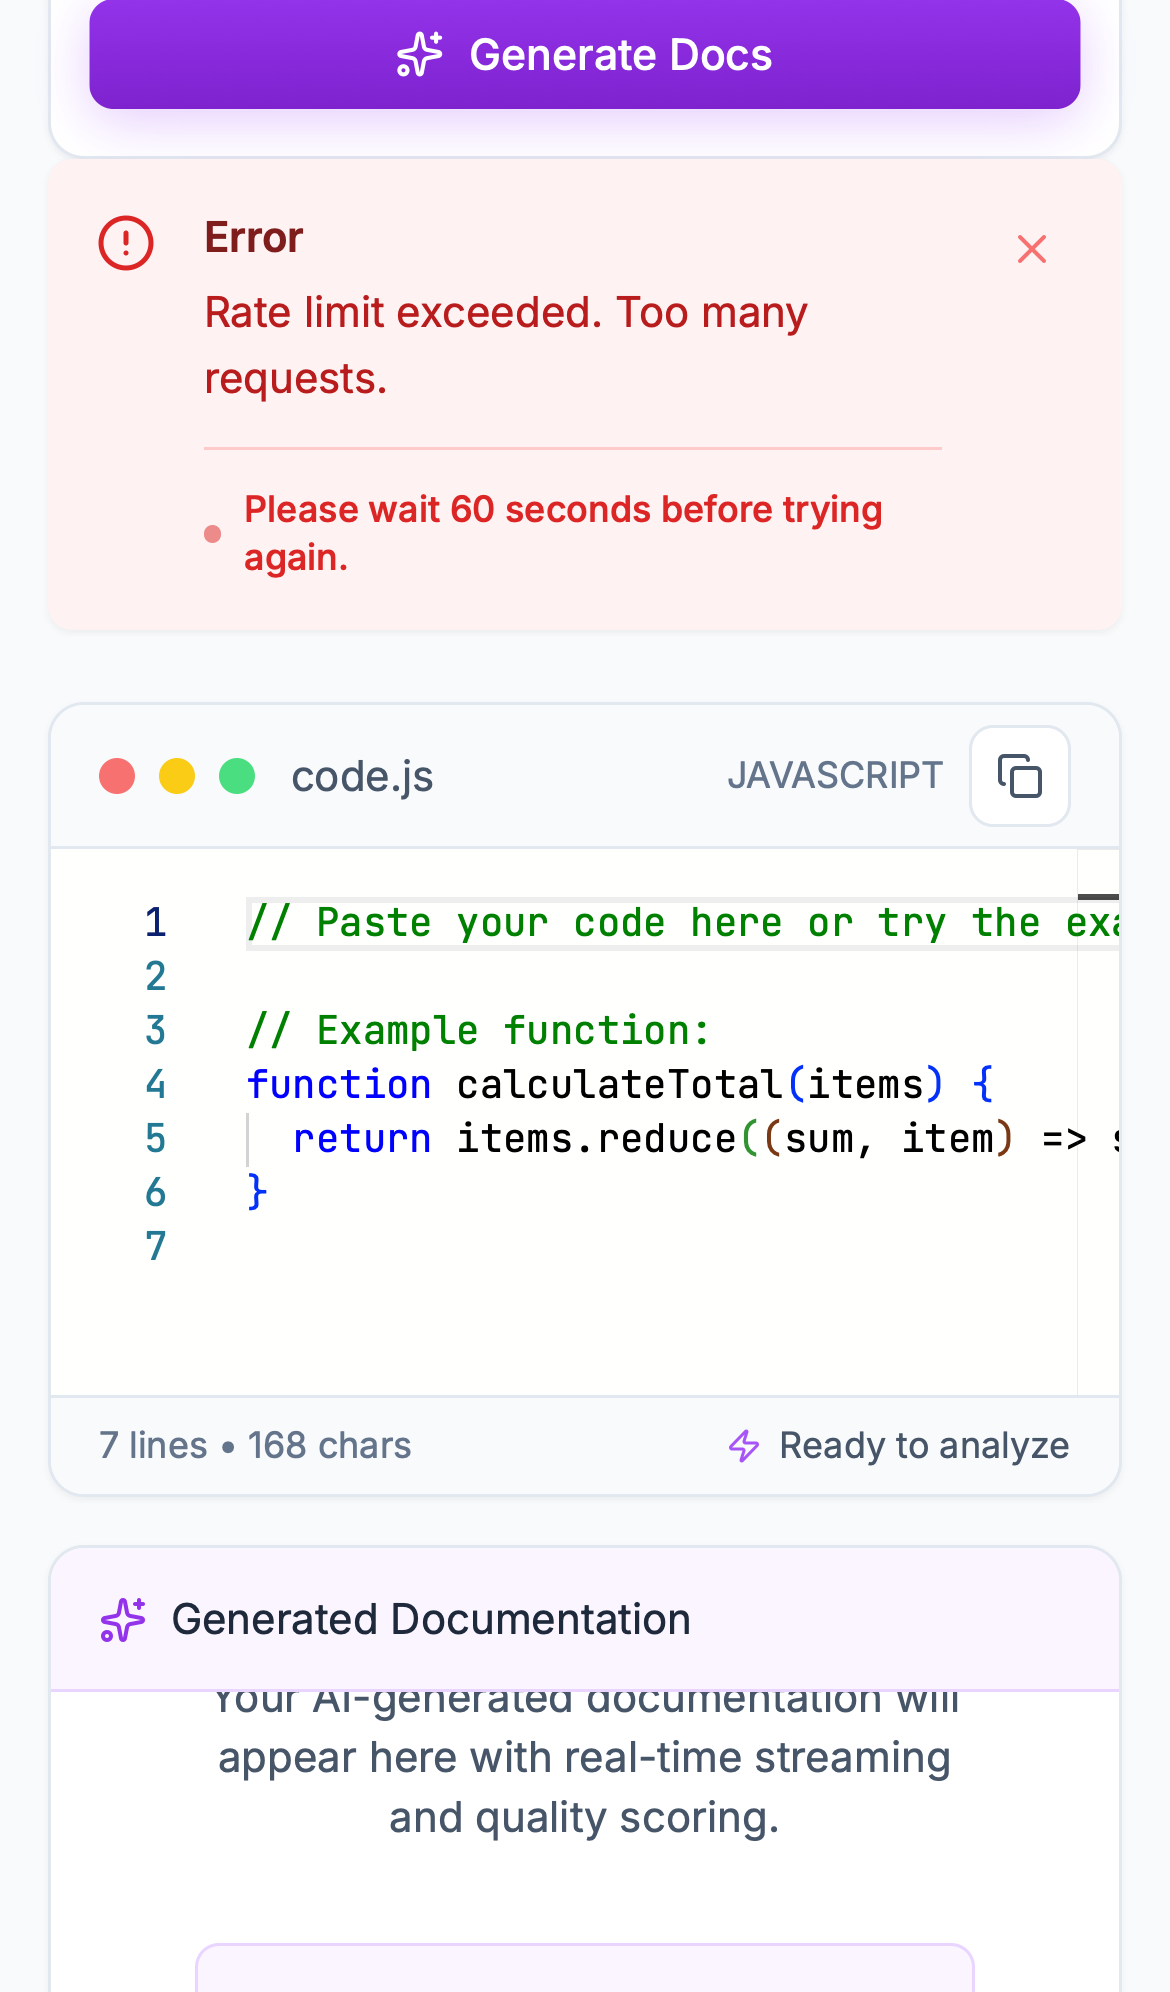 Generate Docs
Error
Rate limit exceeded. Too many
requests.
Please wait 60 seconds before trying
again.
code.js
JAVASCRIPT
1 // Paste your code here or try the
2
3 // Example function:
4 function calculateTotal(items) {
5 return items.reduce((sum, item) =>
6 }
7
7 lines • 168 chars
Ready to analyze
Generated Documentation
Your AI-generated documentation will
appear here with real-time streaming
and quality scoring.